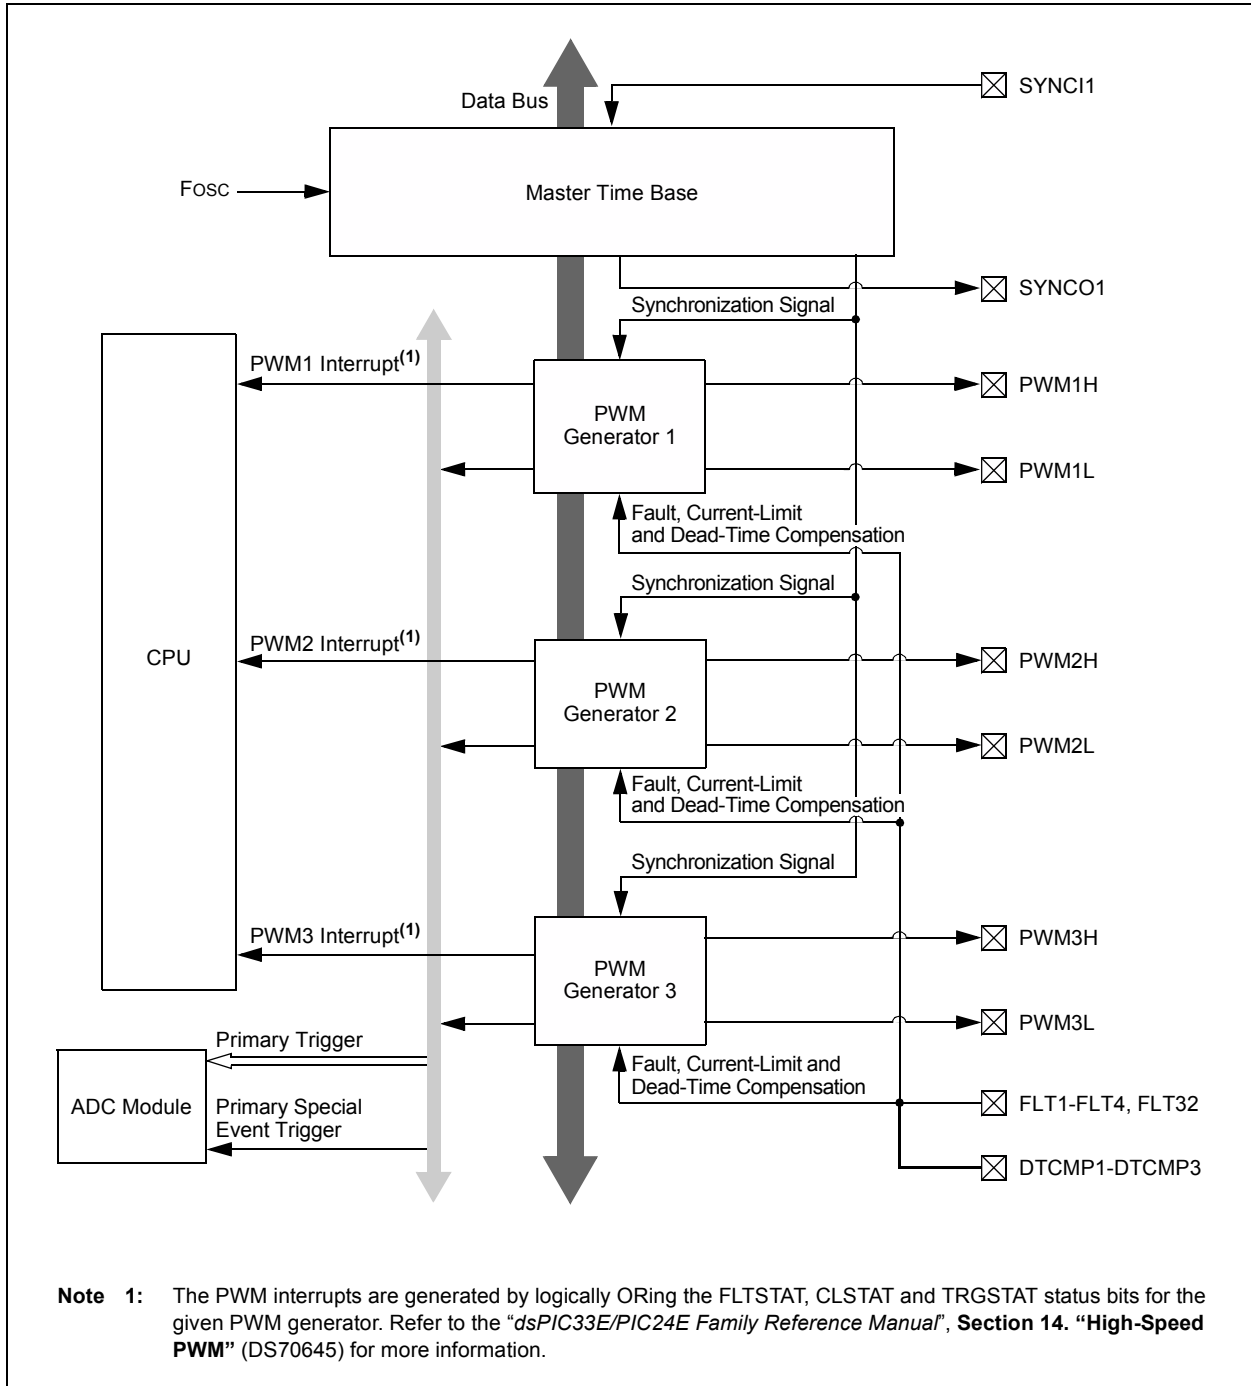 SYNCI1
Data Bus
FOSC
Master Time Base
SYNCO1
Synchronization Signal
PWM1 Interrupt(1)
PWM1H
PWM
Generator 1
PWM1L
Fault, Current-Limit
and Dead-Time Compensation
Synchronization Signal
CPU
PWM2 Interrupt(1)
PWM2H
PWM
Generator 2
PWM2L
Fault, Current-Limit
and Dead-Time Compensation
Synchronization Signal
PWM3 Interrupt(1)
PWM3H
PWM
Generator 3
PWM3L
Primary Trigger
Fault, Current-Limit and
Dead-Time Compensation
ADC Module
Primary Special
Event Trigger
FLT1-FLT4, FLT32
DTCMP1-DTCMP3
Note 1: The PWM interrupts are generated by logically ORing the FLTSTAT, CLSTAT and TRGSTAT status bits for the
given PWM generator. Refer to the “dsPIC33E/PIC24E Family Reference Manual”, Section 14. “High-Speed
PWM” (DS70645) for more information.